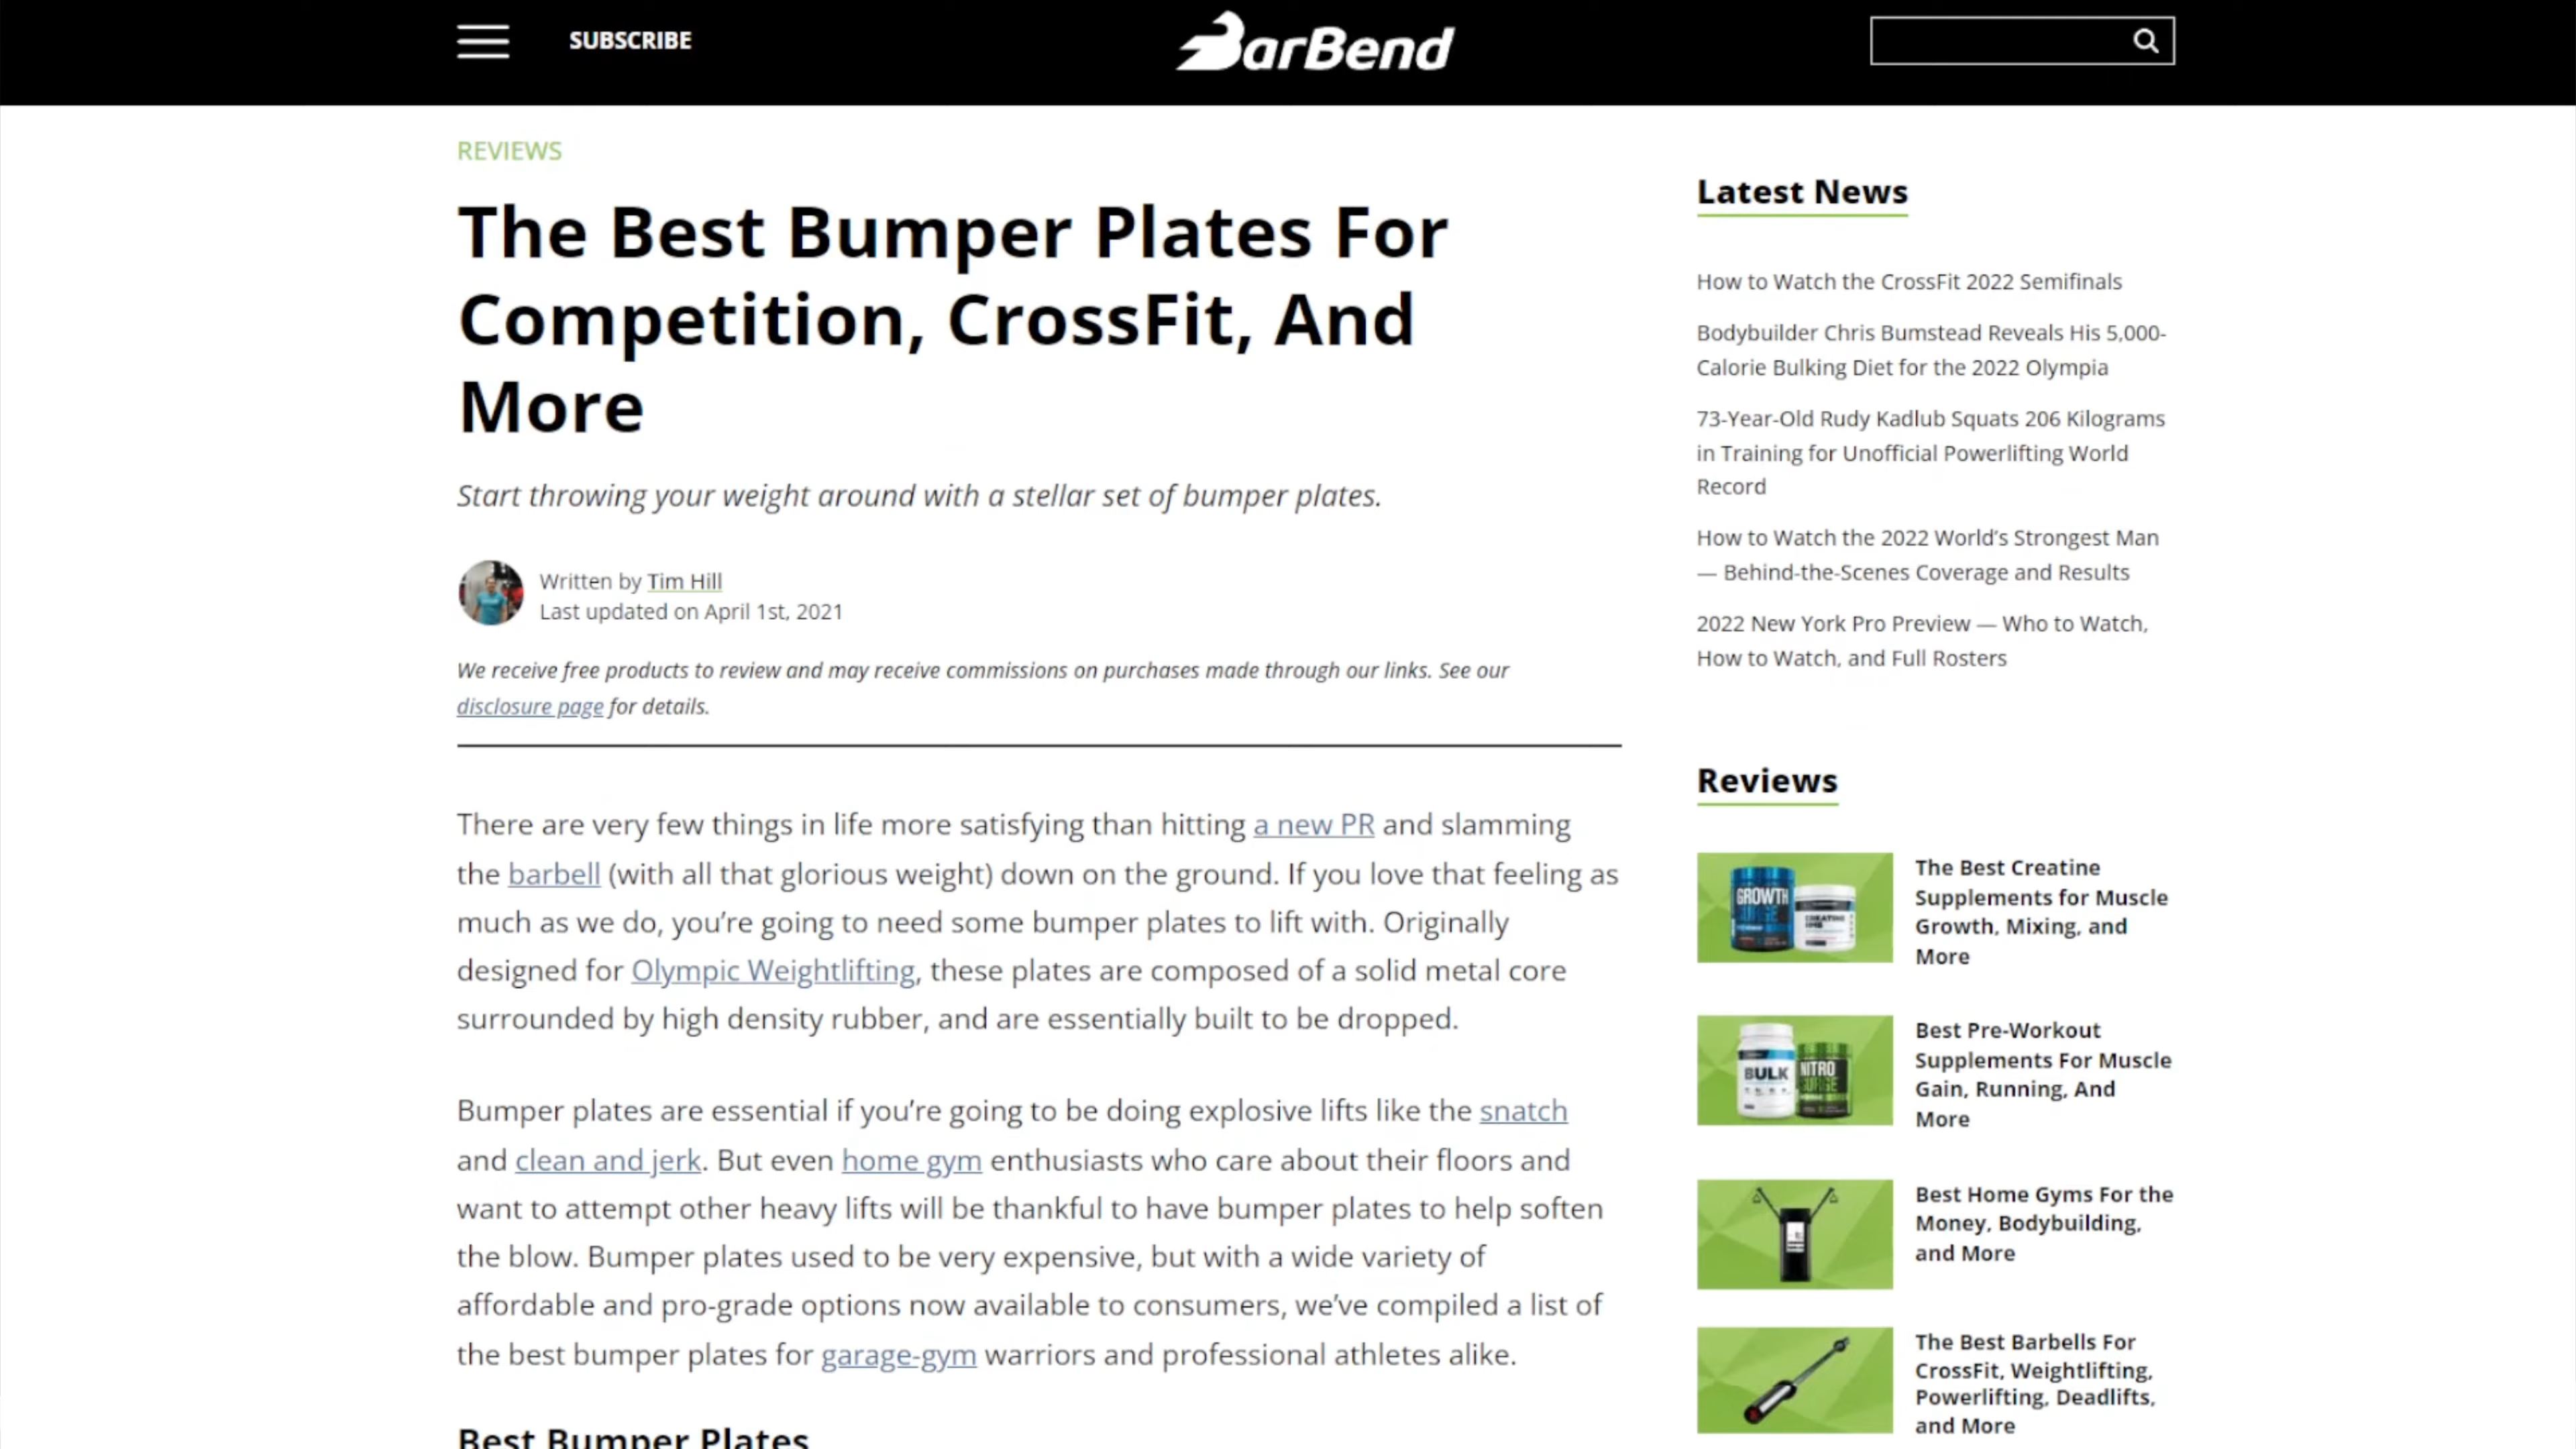 SUBSCRIBE
BarBend
REVIEWS
The Best Bumper Plates For
Competition, CrossFit, And
More
Start throwing your weight around with a stellar set of bumper plates.
Written by Tim Hill
Last updated on April 1st, 2021
We receive free products to review and may receive commissions on purchases made through our links. See our
disclosure page for details.
There are very few things in life more satisfying than hitting a new PR and slamming
the barbell (with all that glorious weight) down on the ground. If you love that feeling as
much as we do, you’re going to need some bumper plates to lift with. Originally
designed for Olympic Weightlifting, these plates are composed of a solid metal core
surrounded by high density rubber, and are essentially built to be dropped.
Bumper plates are essential if you’re going to be doing explosive lifts like the snatch
and clean and jerk. But even home gym enthusiasts who care about their floors and
want to attempt other heavy lifts will be thankful to have bumper plates to help soften
the blow. Bumper plates used to be very expensive, but with a wide variety of
affordable and pro-grade options now available to consumers, we’ve compiled a list of
the best bumper plates for garage-gym warriors and professional athletes alike.
Best Bumper Plates
Latest News
How to Watch the CrossFit 2022 Semifinals
Bodybuilder Chris Bumstead Reveals His 5,000-
Calorie Bulking Diet for the 2022 Olympia
73-Year-Old Rudy Kadlub Squats 206 Kilograms
in Training for Unofficial Powerlifting World
Record
How to Watch the 2022 World’s Strongest Man
— Behind-the-Scenes Coverage and Results
2022 New York Pro Preview — Who to Watch,
How to Watch, and Full Rosters
Reviews
GROWTH
SURGE
CREATINE
HMB
The Best Creatine
Supplements for Muscle
Growth, Mixing, and
More
BULK
NITRO
SURGE
Best Pre-Workout
Supplements For Muscle
Gain, Running, And
More
Best Home Gyms For the
Money, Bodybuilding,
and More
The Best Barbells For
CrossFit, Weightlifting,
Powerlifting, Deadlifts,
and More